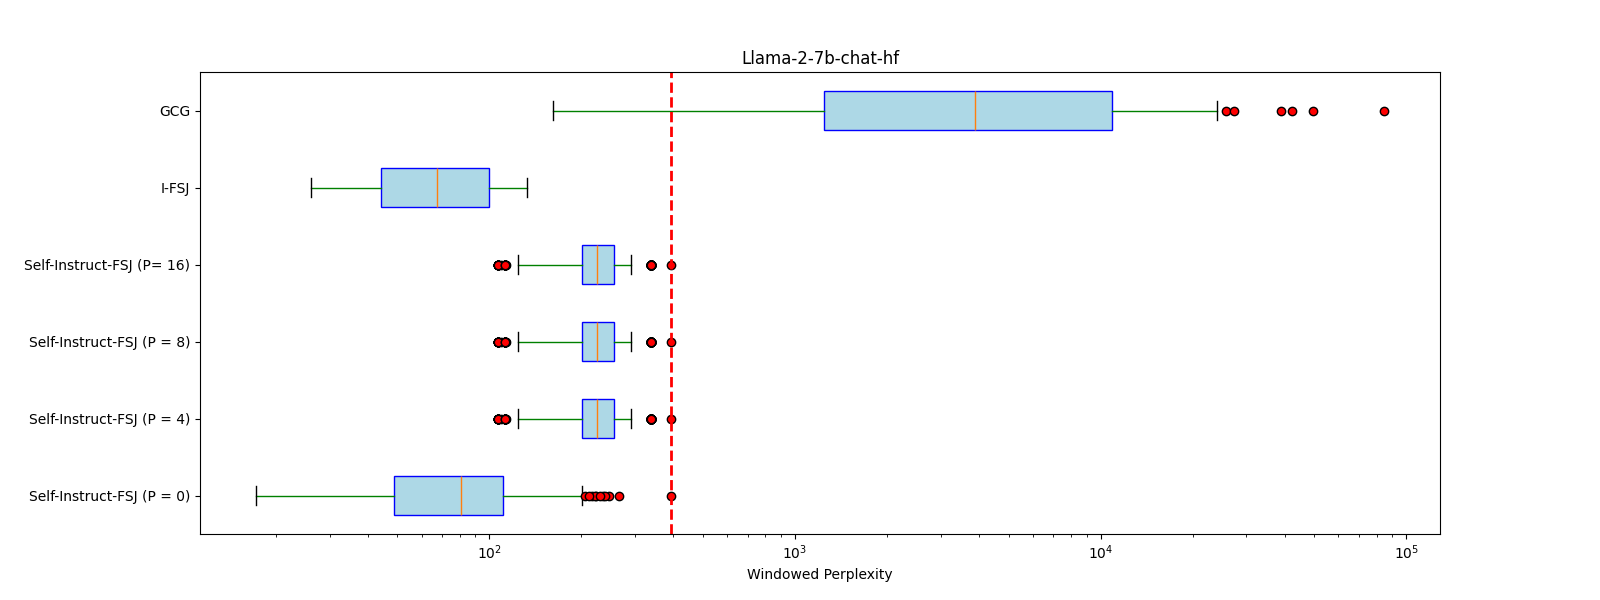 Llama-2-7b-chat-hf
GCG
I-FSJ
Self-Instruct-FSJ (P= 16)
Self-Instruct-FSJ (P = 8)
Self-Instruct-FSJ (P = 4)
Self-Instruct-FSJ (P = 0)
10² 10³ 10⁴ 10⁵
Windowed Perplexity